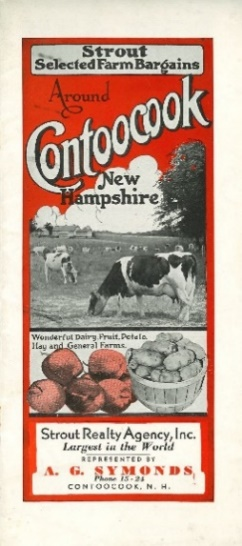 Strout
Selected Farm Bargains
Around
Contoocook
New
Hampshire
Wonderful Dairy, Fruit, Potato,
Hay and General Farms.
Strout Realty Agency, Inc.
Largest in the World
REPRESENTED BY
A. G. SYMONDS
Phone 15-24
CONTOOCOOK, N. H.